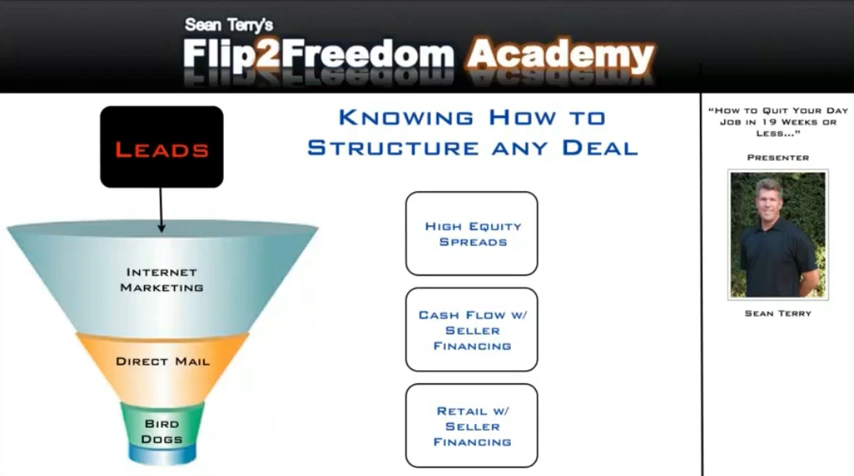 Sean Terry's
Flip2Freedom Academy
LEADS
INTERNET
MARKETING
DIRECT MAIL
BIRD
DOGS
KNOWING HOW TO
STRUCTURE ANY DEAL
HIGH EQUITY
SPREADS
CASH FLOW W/
SELLER
FINANCING
RETAIL W/
SELLER
FINANCING
"HOW TO QUIT YOUR DAY
JOB IN 19 WEEKS OR
LESS..."
PRESENTER
SEAN TERRY